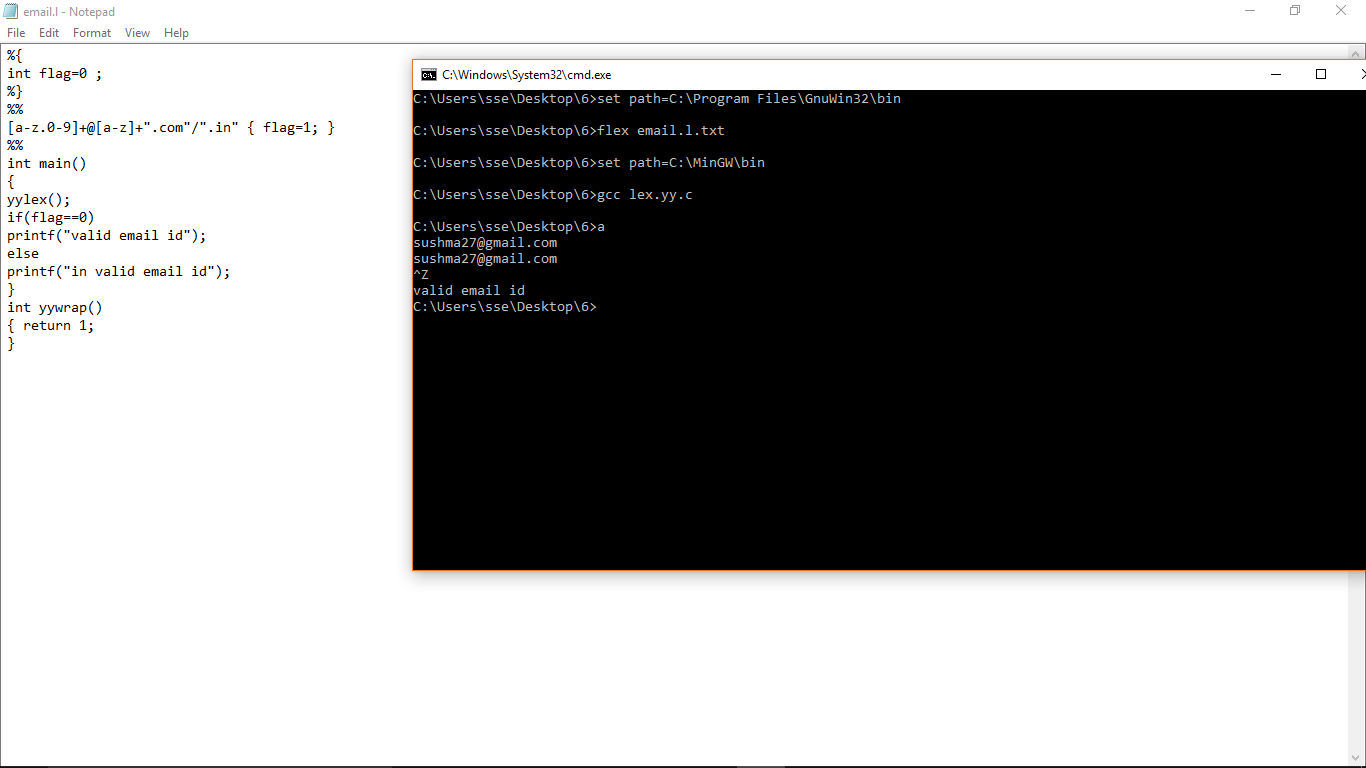 email.l - Notepad
File Edit Format View Help
%{
int flag=0 ;
%}
%%
[a-z.0-9]+@[a-z]+".com"/".in" { flag=1; }
%%
int main()
{
yylex();
if(flag==0)
printf("valid email id");
else
printf("in valid email id");
}
int yywrap()
{ return 1;
}
C:\Windows\System32\cmd.exe
C:\Users\sse\Desktop\6>set path=C:\Program Files\GnuWin32\bin
C:\Users\sse\Desktop\6>flex email.l.txt
C:\Users\sse\Desktop\6>set path=C:\MinGW\bin
C:\Users\sse\Desktop\6>gcc lex.yy.c
C:\Users\sse\Desktop\6>a
sushma27@gmail.com
sushma27@gmail.com
^Z
valid email id
C:\Users\sse\Desktop\6>